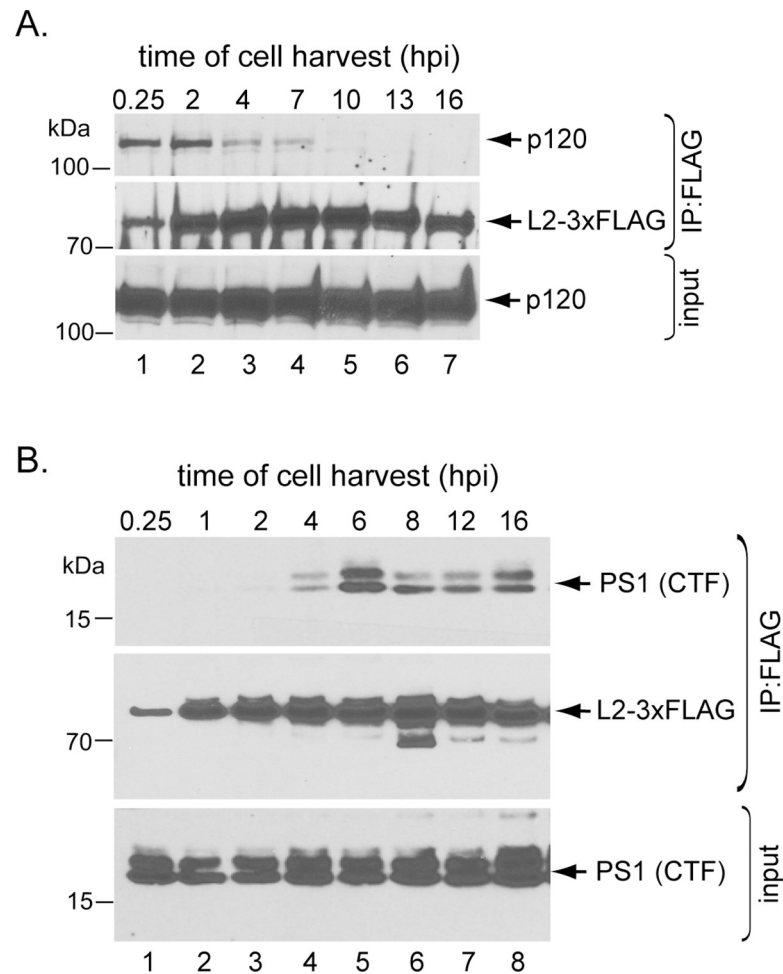 A.
time of cell harvest (hpi)
0.25 2 4 7 10 13 16
kDa
100
p120
70
L2-3xFLAG
IP:FLAG
100
p120
input
1 2 3 4 5 6 7
B.
time of cell harvest (hpi)
0.25 1 2 4 6 8 12 16
kDa
15
PS1 (CTF)
70
L2-3xFLAG
IP:FLAG
15
PS1 (CTF)
input
1 2 3 4 5 6 7 8